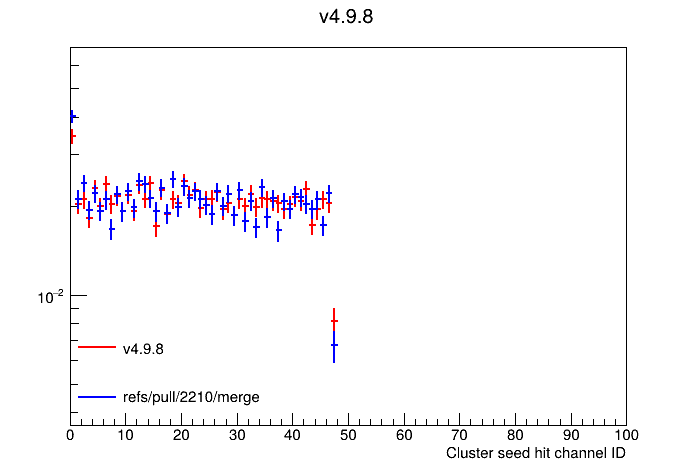 v4.9.8
10⁻²
v4.9.8
refs/pull/2210/merge
0 10 20 30 40 50 60 70 80 90 100
Cluster seed hit channel ID